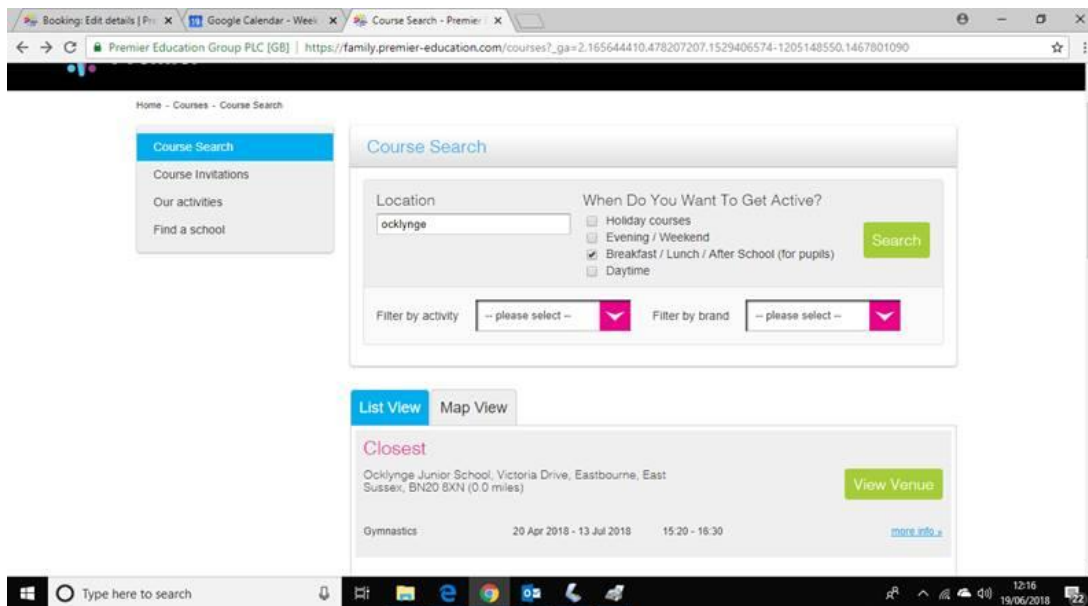 Booking: Edit details | Pre
Google Calendar - Week
Course Search - Premier
Premier Education Group PLC [GB] | https://family.premier-education.com/courses?_ga=2.165644410.478207207.1529406574-1205148550.1467801090
Home - Courses - Course Search
Course Search
Course Invitations
Our activities
Find a school
Course Search
Location
ocklynge
When Do You Want To Get Active?
Holiday courses
Evening / Weekend
Breakfast / Lunch / After School (for pupils)
Daytime
Search
Filter by activity
-- please select --
Filter by brand
-- please select --
List View
Map View
Closest
Ocklynge Junior School, Victoria Drive, Eastbourne, East
Sussex, BN20 8XN (0.0 miles)
View Venue
Gymnastics 20 Apr 2018 - 13 Jul 2018 15:20 - 16:30 more info »
Type here to search
12:16
19/06/2018
22